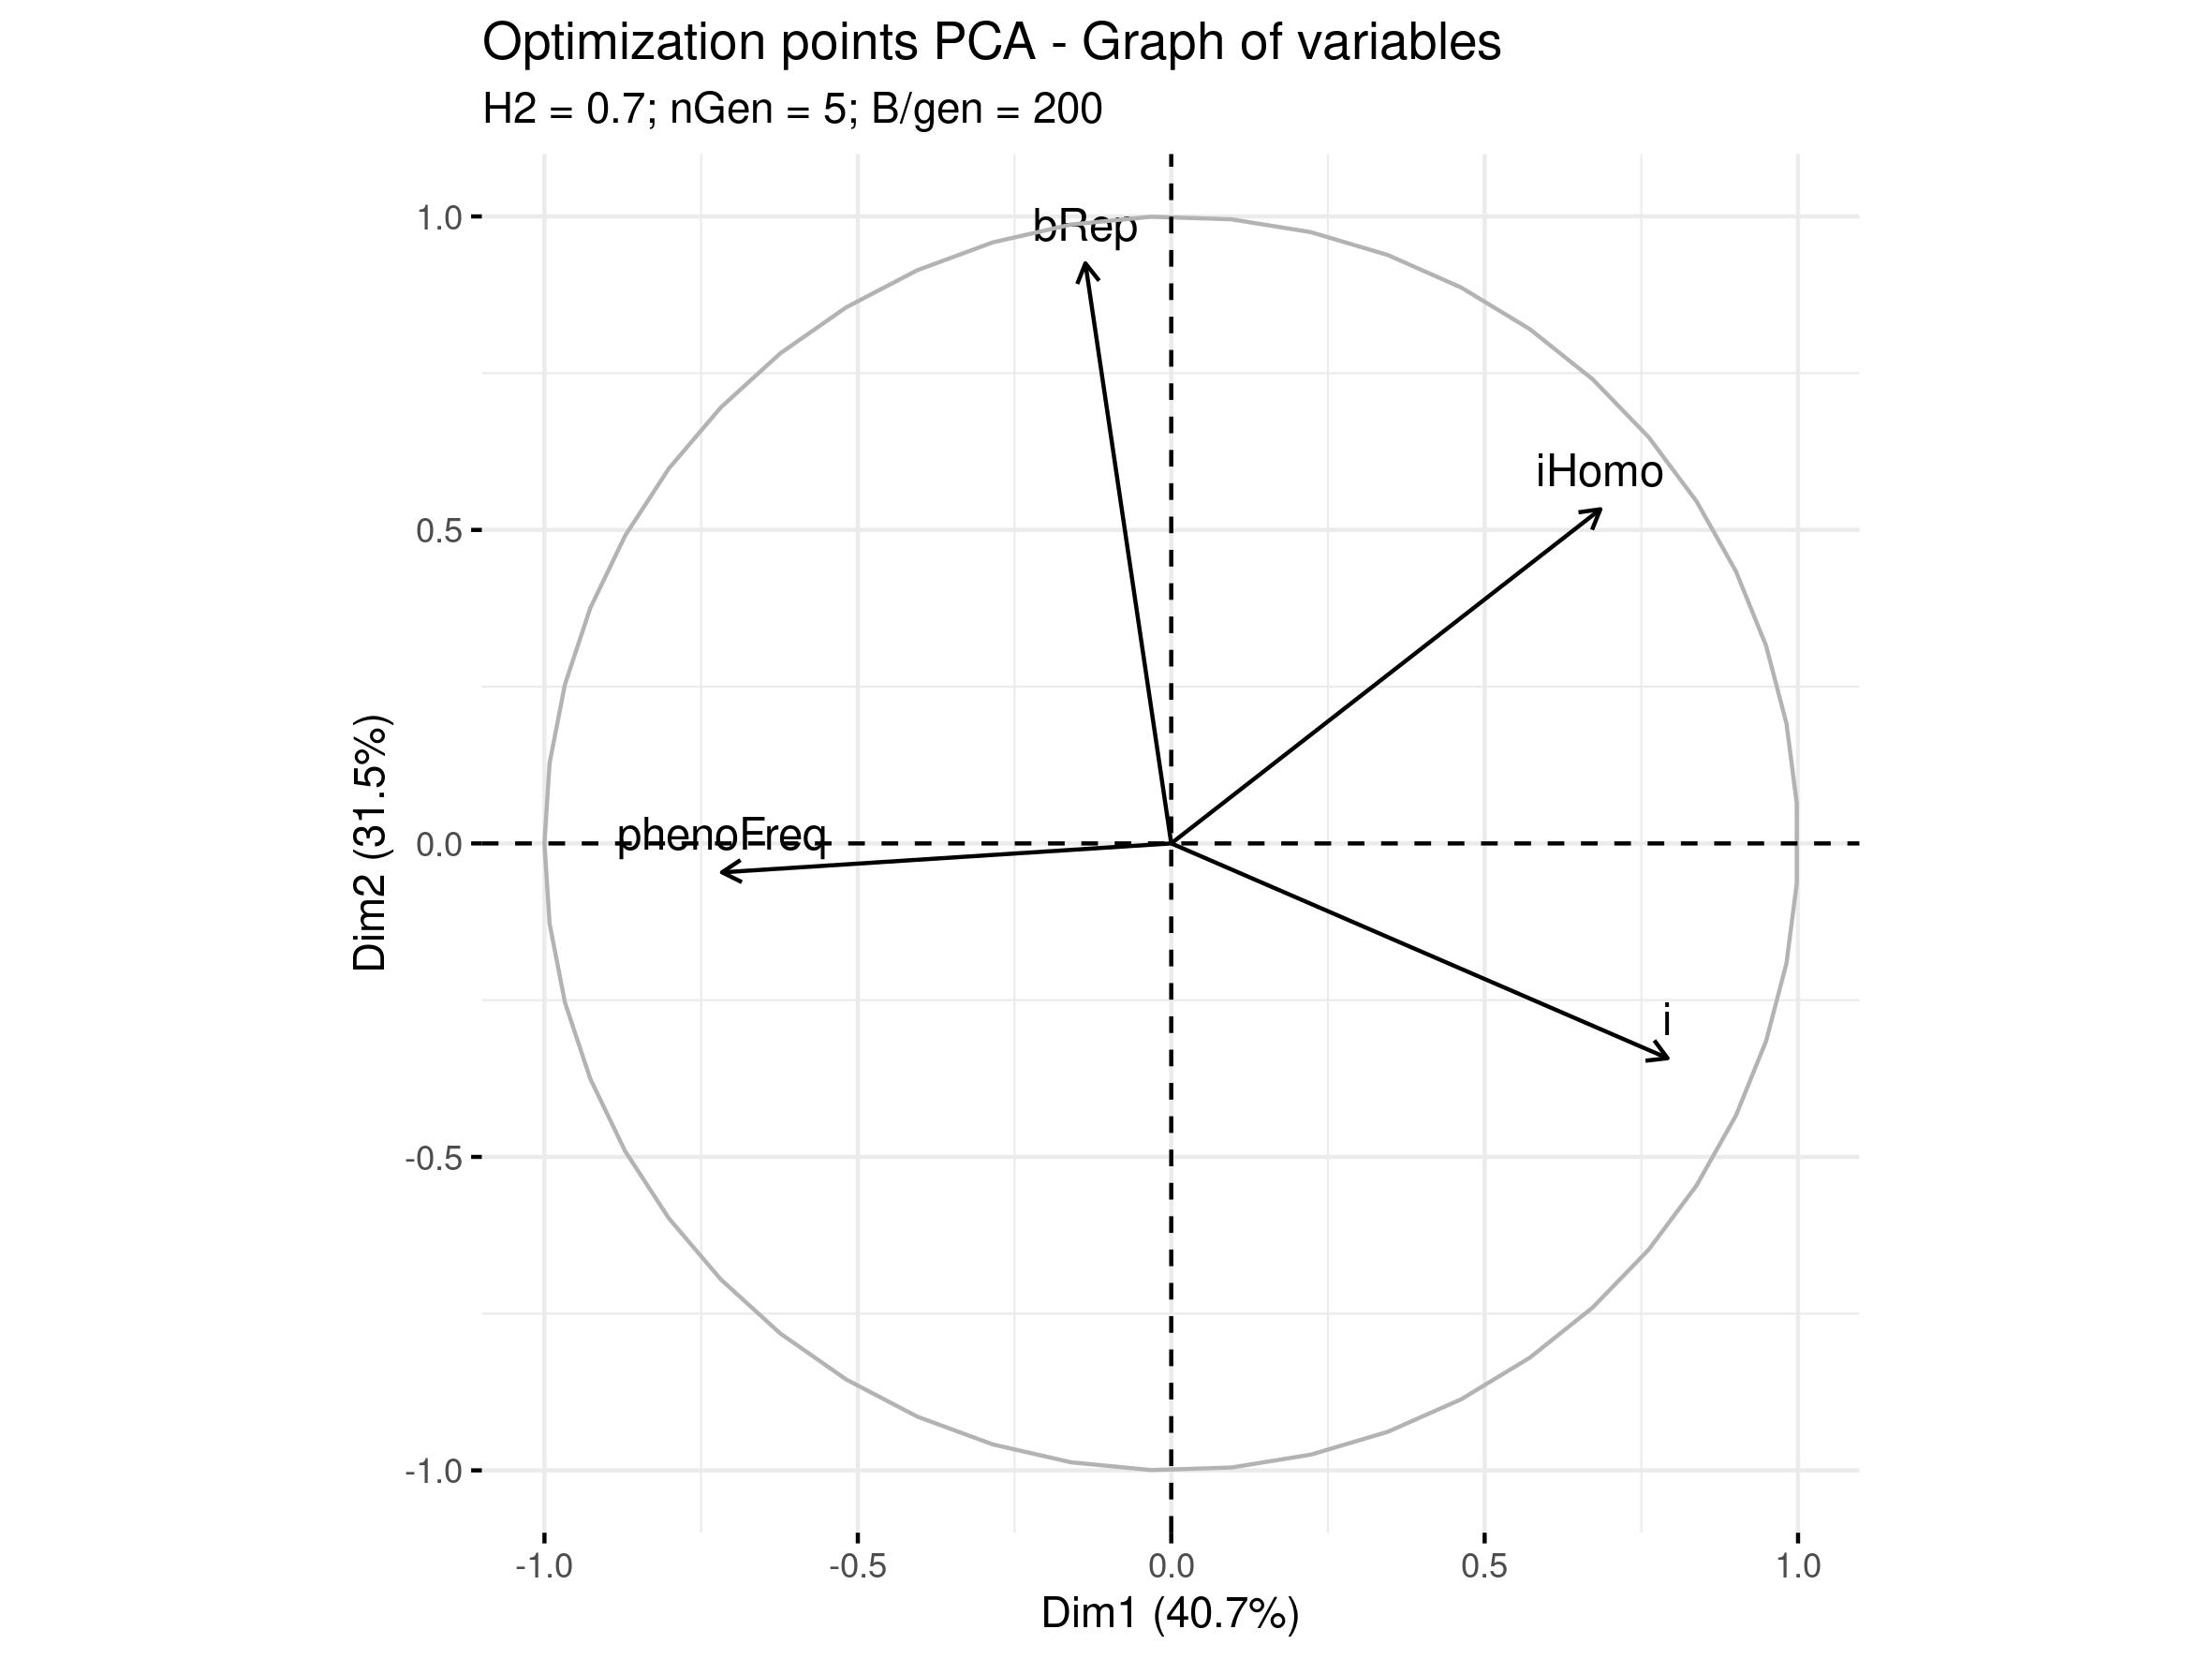 Optimization points PCA - Graph of variables
H2 = 0.7; nGen = 5; B/gen = 200
bRep
iHomo
phenoFreq
i
Dim2 (31.5%)
1.0
0.5
0.0
-0.5
-1.0
-1.0
-0.5
0.0
0.5
1.0
Dim1 (40.7%)